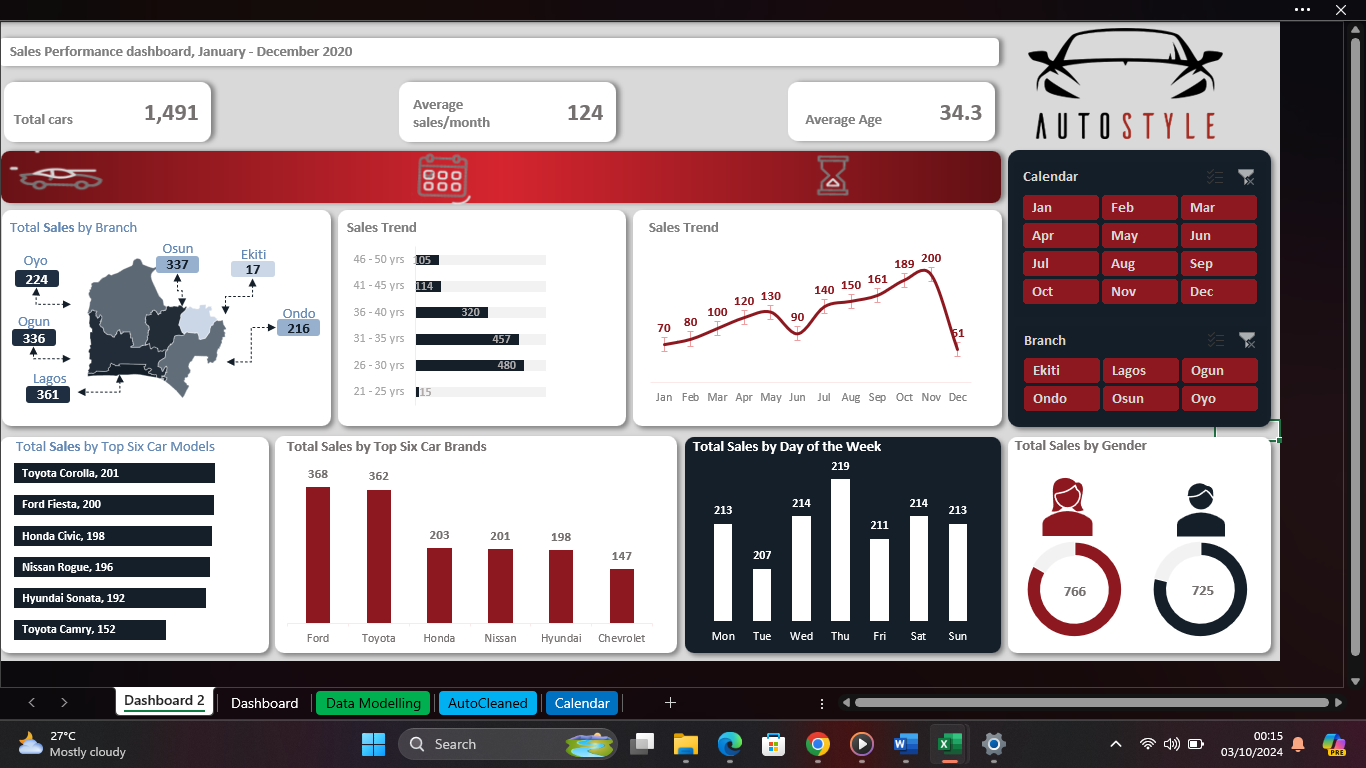 Sales Performance dashboard, January - December 2020
Total cars
1,491
Average
sales/month
124
Average Age
34.3
AUTOSTYLE
Calendar
Jan Feb Mar
Apr May Jun
Jul Aug Sep
Oct Nov Dec
Branch
Ekiti Lagos Ogun
Ondo Osun Oyo
Total Sales by Branch
Oyo
224
Osun
337
Ekiti
17
Ogun
336
Ondo
216
Lagos
361
Sales Trend
46 - 50 yrs 105
41 - 45 yrs 114
36 - 40 yrs 320
31 - 35 yrs 457
26 - 30 yrs 480
21 - 25 yrs 15
Sales Trend
70 80 100 120 130 90 140 150 161 189 200 51
Jan Feb Mar Apr May Jun Jul Aug Sep Oct Nov Dec
Total Sales by Top Six Car Models
Toyota Corolla, 201
Ford Fiesta, 200
Honda Civic, 198
Nissan Rogue, 196
Hyundai Sonata, 192
Toyota Camry, 152
Total Sales by Top Six Car Brands
368 362 203 201 198 147
Ford Toyota Honda Nissan Hyundai Chevrolet
Total Sales by Day of the Week
213 207 214 219 211 214 213
Mon Tue Wed Thu Fri Sat Sun
Total Sales by Gender
766
725
Dashboard 2 Dashboard Data Modelling AutoCleaned Calendar
27°C
Mostly cloudy
Search
00:15
03/10/2024
PRE